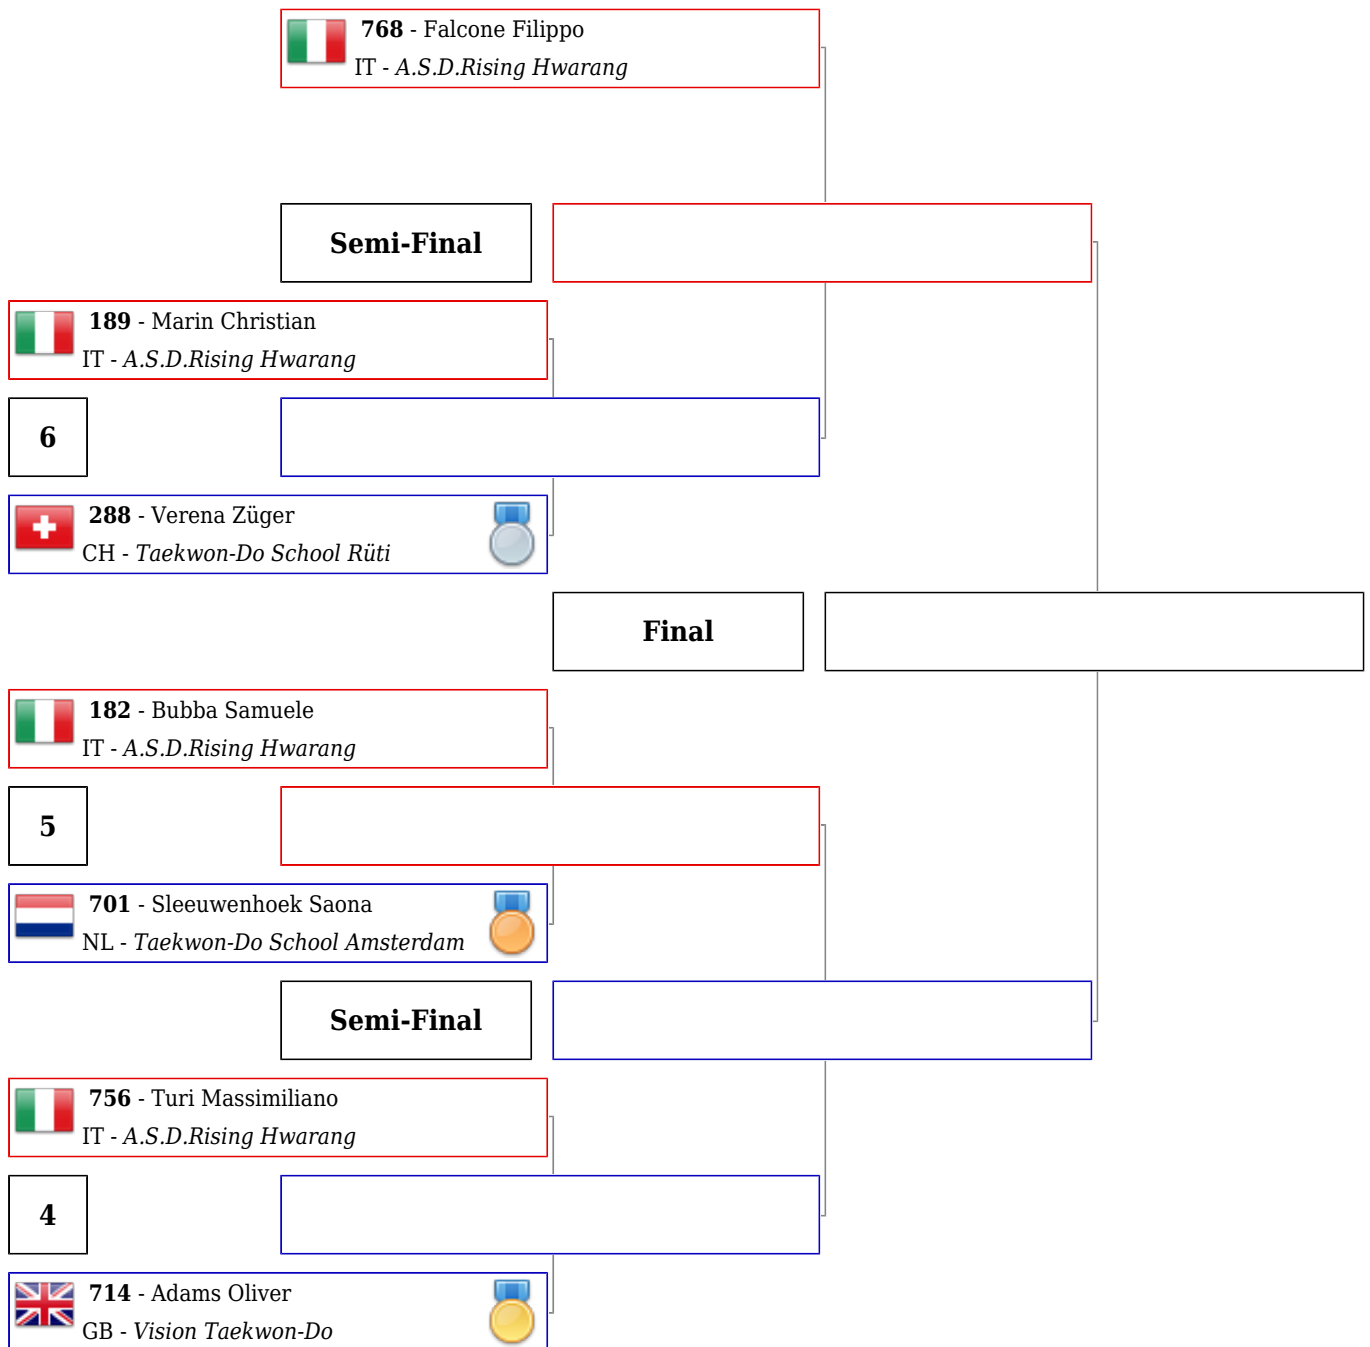 768 - Falcone Filippo
IT - A.S.D.Rising Hwarang
Semi-Final
189 - Marin Christian
IT - A.S.D.Rising Hwarang
6
288 - Verena Züger
CH - Taekwon-Do School Rüti
Final
182 - Bubba Samuele
IT - A.S.D.Rising Hwarang
5
701 - Sleeuwenhoek Saona
NL - Taekwon-Do School Amsterdam
Semi-Final
756 - Turi Massimiliano
IT - A.S.D.Rising Hwarang
4
714 - Adams Oliver
GB - Vision Taekwon-Do